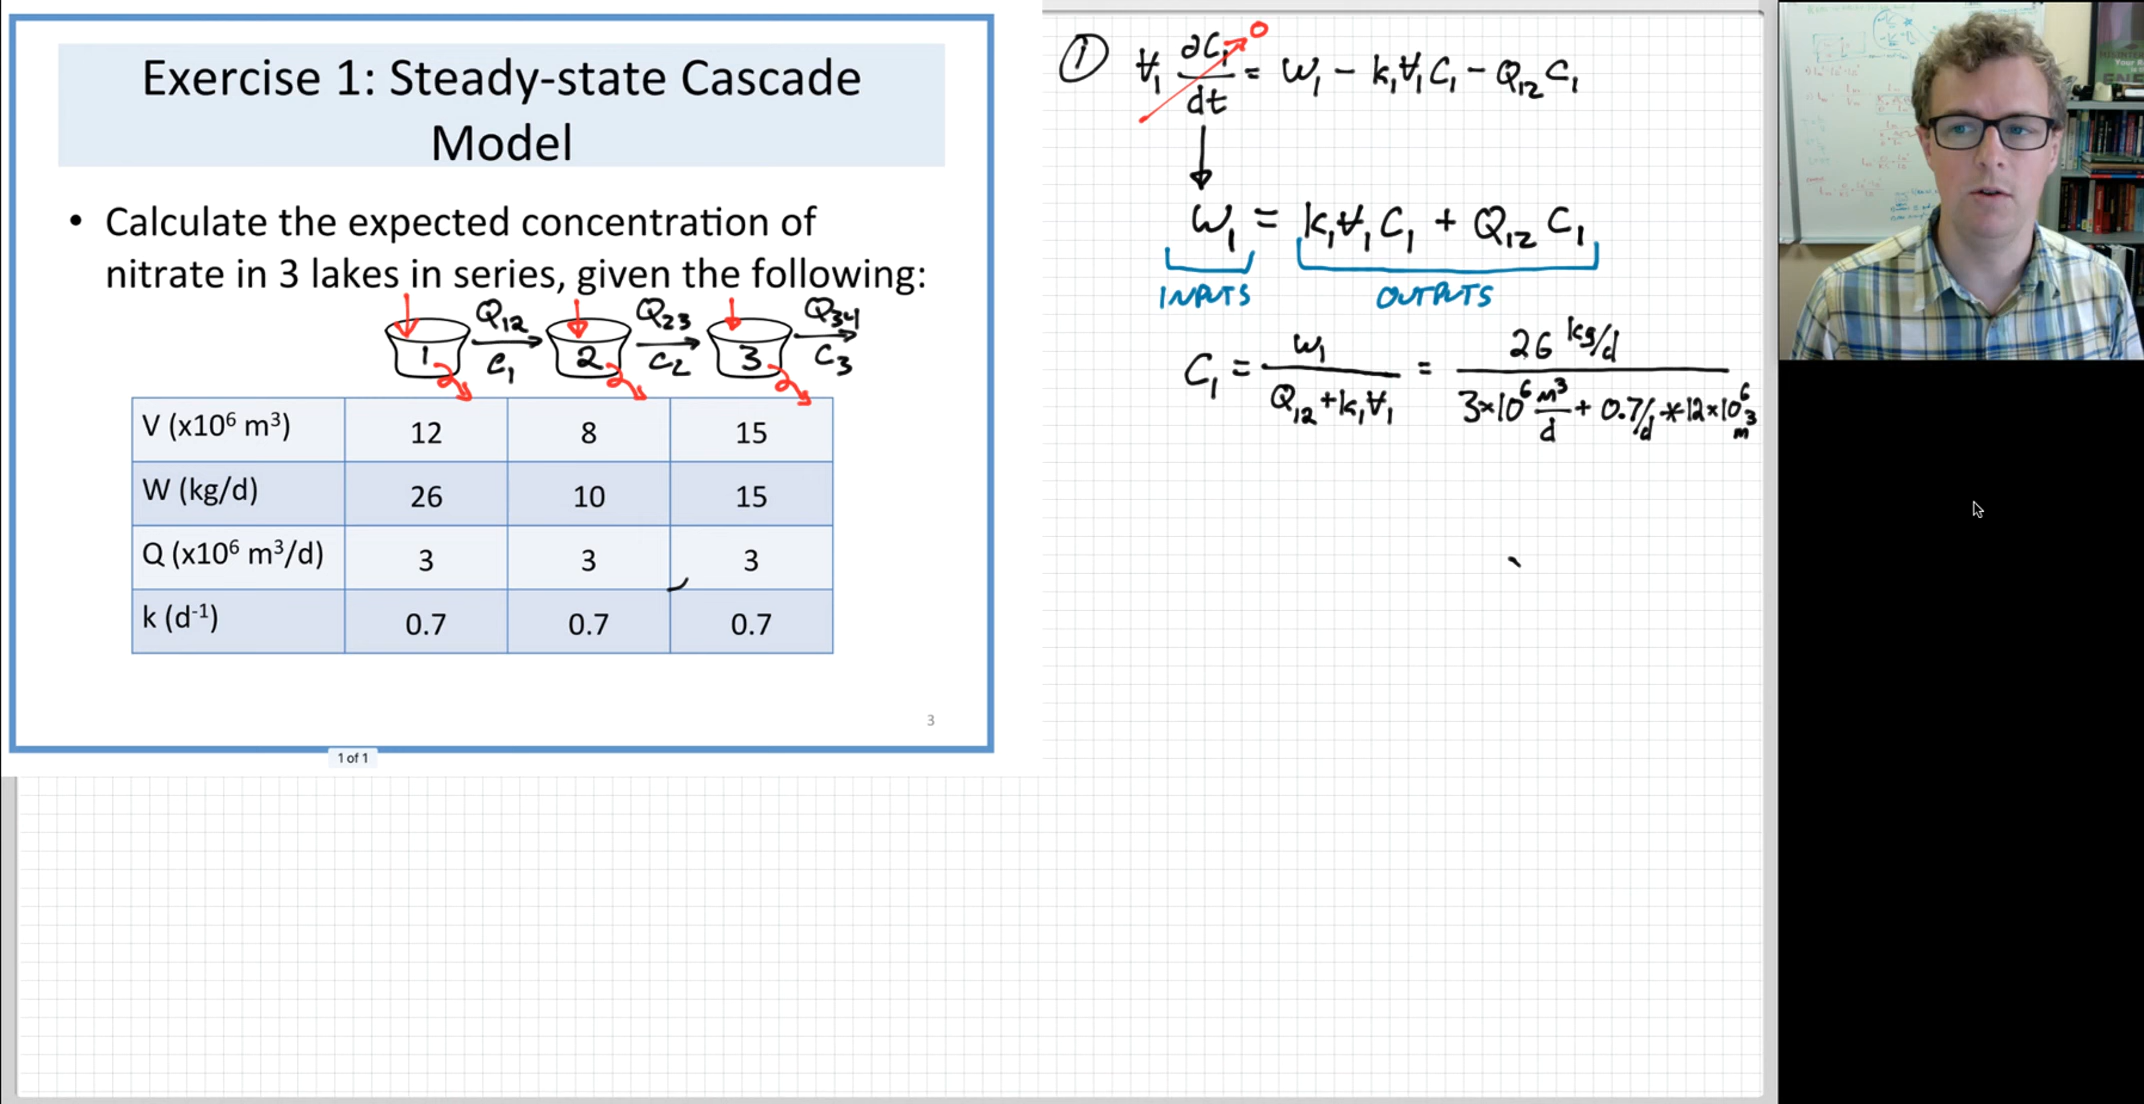 Exercise 1: Steady-state Cascade
Model
• Calculate the expected concentration of
nitrate in 3 lakes in series, given the following:
Q12 Q23 Q34
1 2 3
C1 C2 C3
V (x10⁶ m³) 12 8 15
W (kg/d) 26 10 15
Q (x10⁶ m³/d) 3 3 3
k (d⁻¹) 0.7 0.7 0.7
3
1 of 1
① ∀₁ ∂C₁/dt = W₁ − k₁∀₁C₁ − Q₁₂C₁
0
W₁ = k₁∀₁C₁ + Q₁₂C₁
INPUTS OUTPUTS
C₁ = W₁/(Q₁₂+k₁∀₁) = 26 kg/d / (3×10⁶ m³/d + 0.7/d * 12×10⁶ m³)